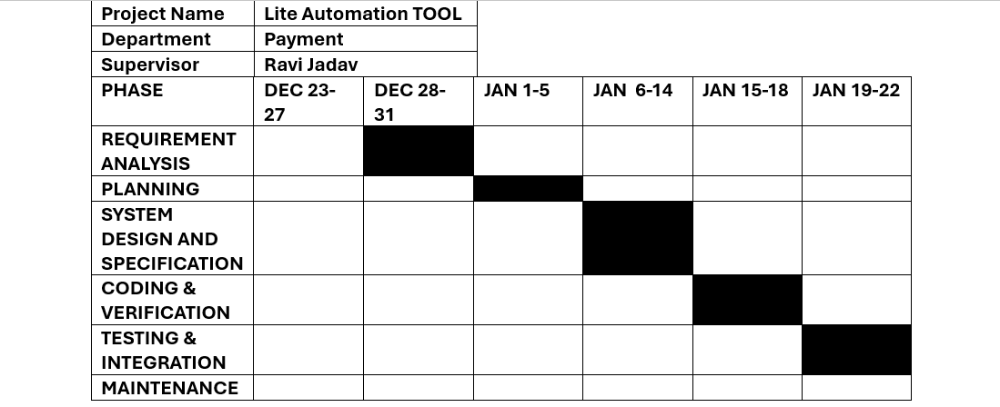 Project Name Lite Automation TOOL
Department Payment
Supervisor Ravi Jadav
PHASE DEC 23- DEC 28- JAN 1-5 JAN  6-14 JAN 15-18 JAN 19-22
27 31
REQUIREMENT
ANALYSIS
PLANNING
SYSTEM
DESIGN AND
SPECIFICATION
CODING &
VERIFICATION
TESTING &
INTEGRATION
MAINTENANCE